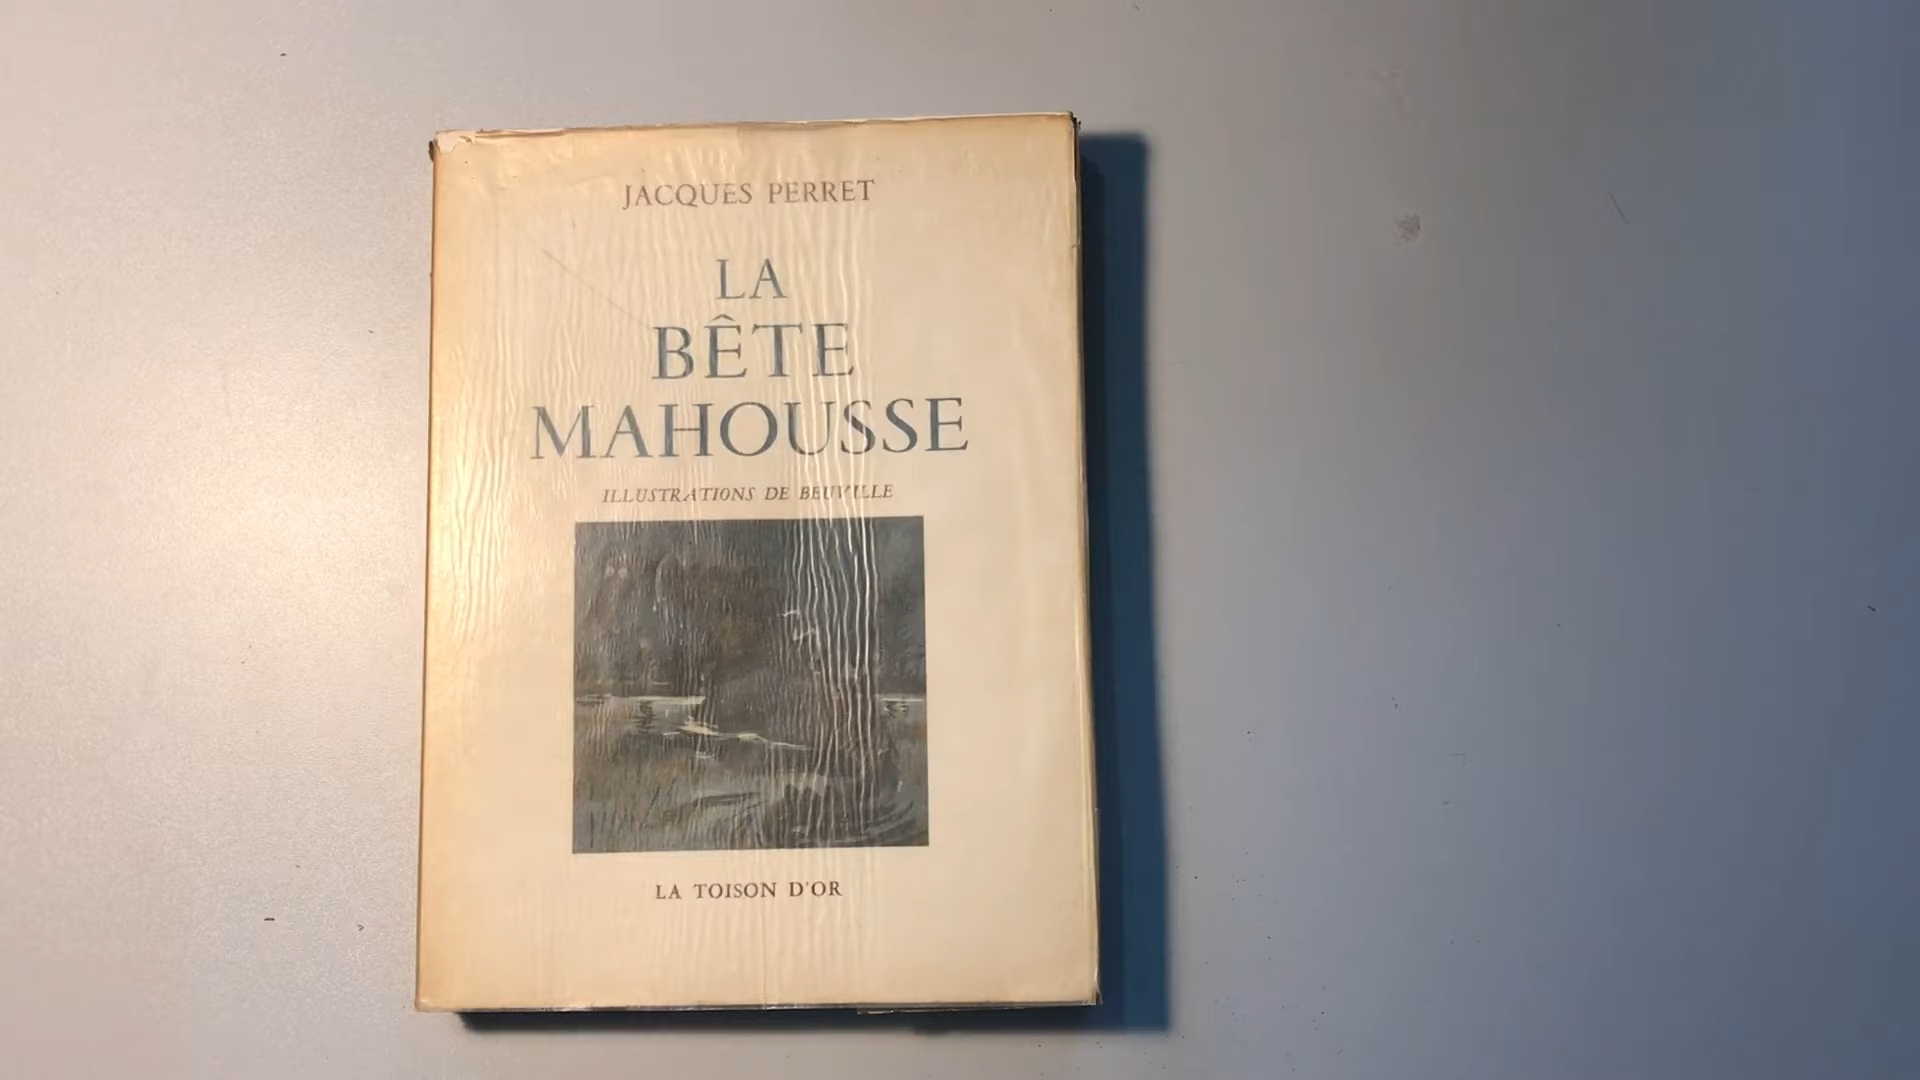 JACQUES PERRET
LA
BÊTE
MAHOUSSE
ILLUSTRATIONS DE BEUVILLE
LA TOISON D'OR